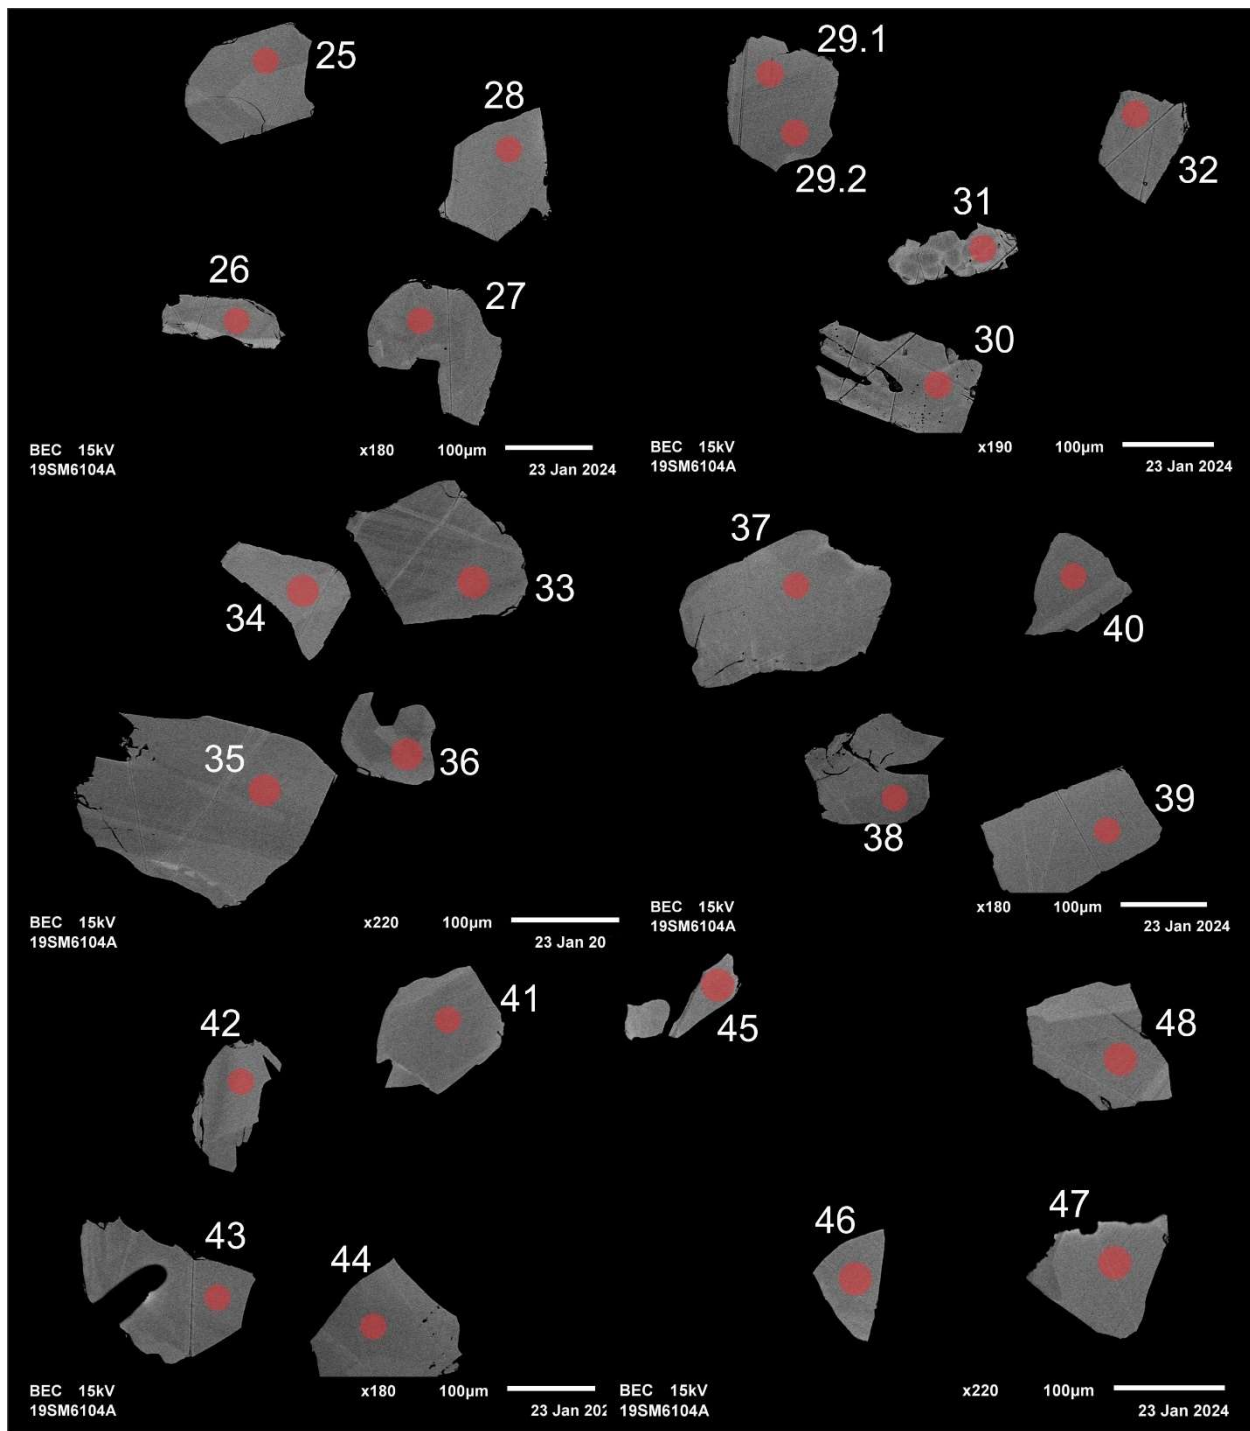 25
28
26
27
BEC 15kV x180 100µm
19SM6104A 23 Jan 2024
29.1
29.2
32
31
30
BEC 15kV x190 100µm
19SM6104A 23 Jan 2024
34
33
35
36
BEC 15kV x220 100µm
19SM6104A 23 Jan 20
37
40
38
39
BEC 15kV x180 100µm
19SM6104A 23 Jan 2024
42
41
43
44
BEC 15kV x180 100µm
19SM6104A 23 Jan 202
45
48
46
47
BEC 15kV x220 100µm
19SM6104A 23 Jan 2024